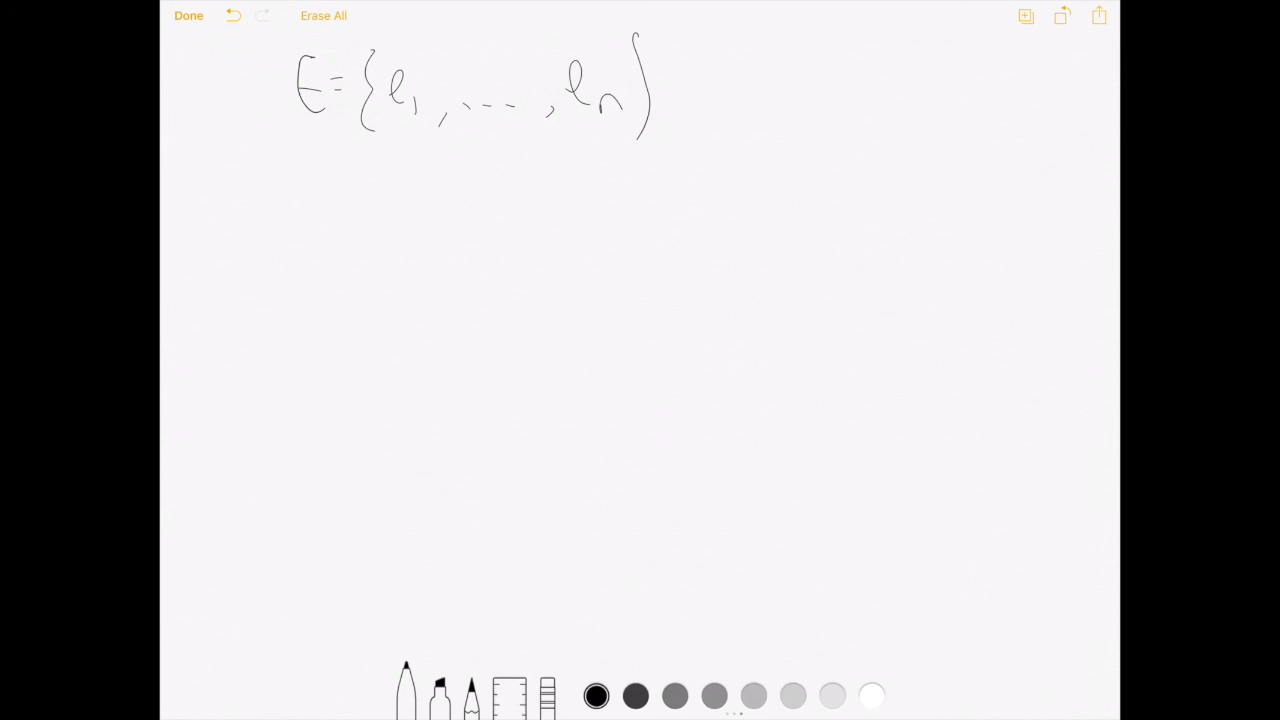 Done Erase All
E = {e₁, ..., eₙ)